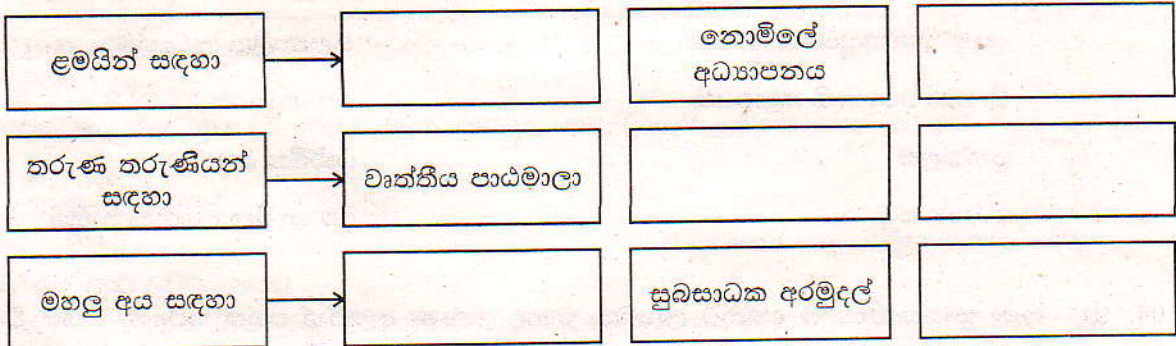 ළමයින් සඳහා
නොමිලේ
අධ්‍යාපනය
තරුණ තරුණියන්
සඳහා
වෘත්තීය පාඨමාලා
මහලු අය සඳහා
සුබසාධක අරමුදල්